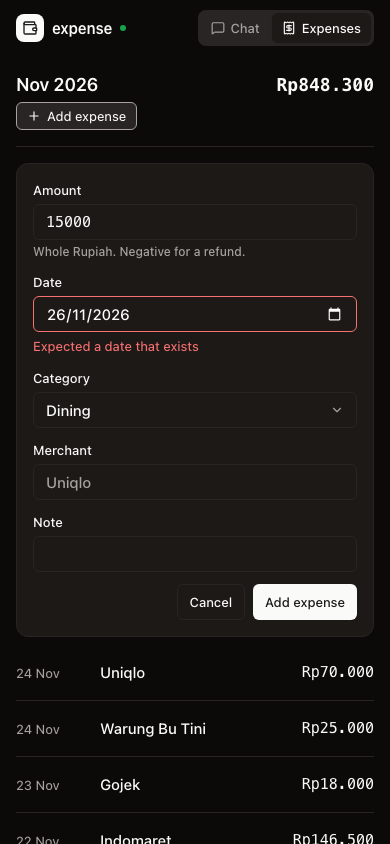 expense
Chat
Expenses
Nov 2026
Rp848.300
+ Add expense
Amount
15000
Whole Rupiah. Negative for a refund.
Date
26/11/2026
Expected a date that exists
Category
Dining
Merchant
Uniqlo
Note
Cancel
Add expense
24 Nov Uniqlo Rp70.000
24 Nov Warung Bu Tini Rp25.000
23 Nov Gojek Rp18.000
22 Nov Indomaret Rp146.500